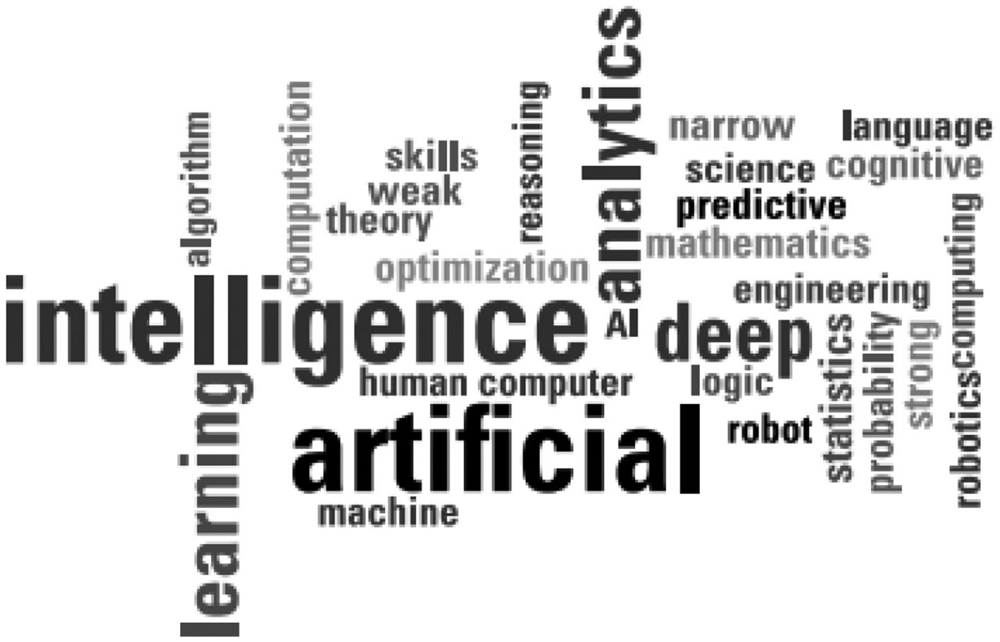 analytics
algorithm
computation
reasoning
narrow
language
skills
science
cognitive
weak
predictive
theory
mathematics
computing
optimization
engineering
intelligence
AI
deep
statistics
probability
strong
human computer
logic
robotics
learning
artificial
robot
machine